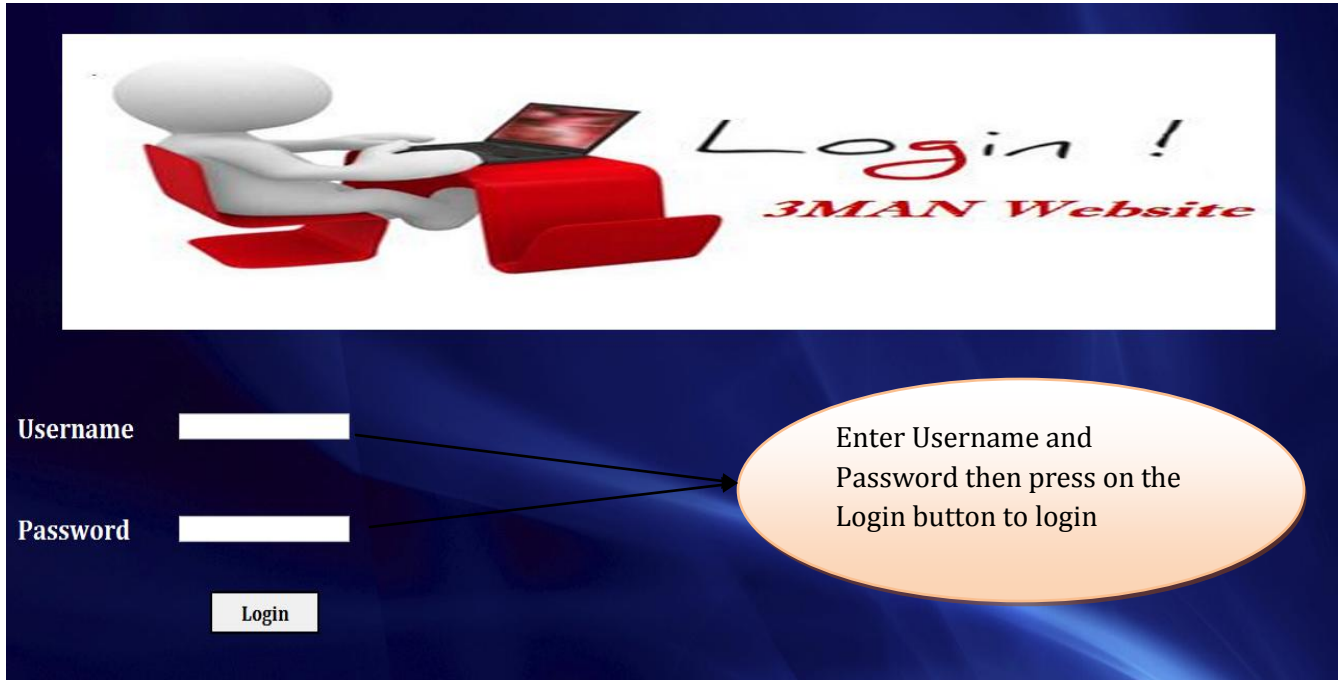 Login !
3MAN Website
Username
Enter Username and
Password then press on the
Login button to login
Password
Login